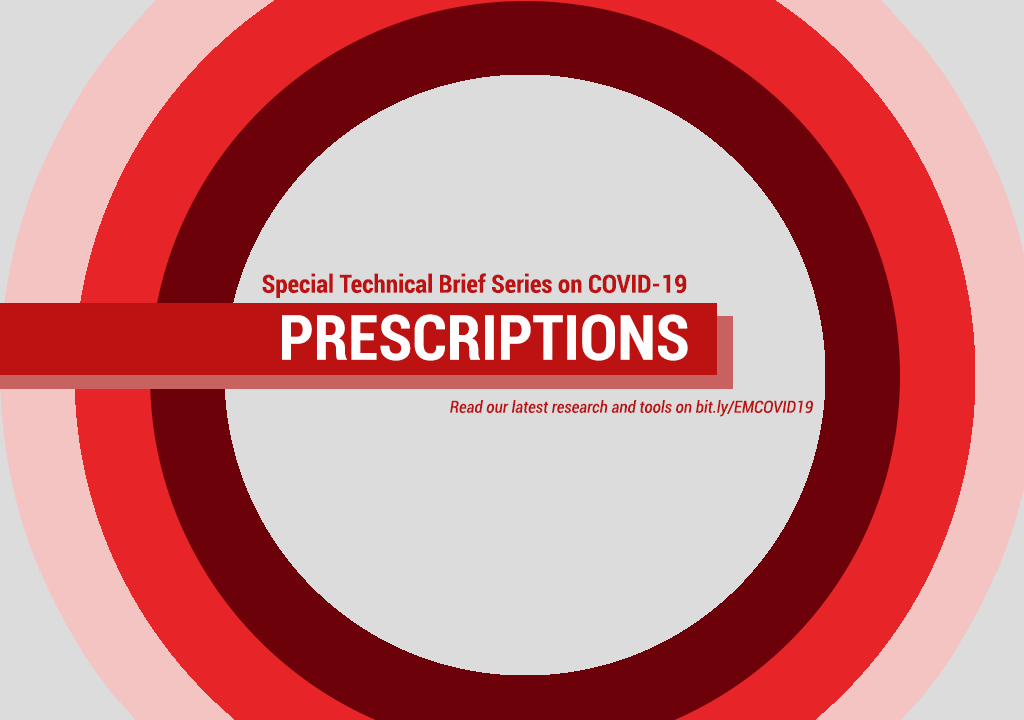 Special Technical Brief Series on COVID-19
PRESCRIPTIONS
Read our latest research and tools on bit.ly/EMCOVID19